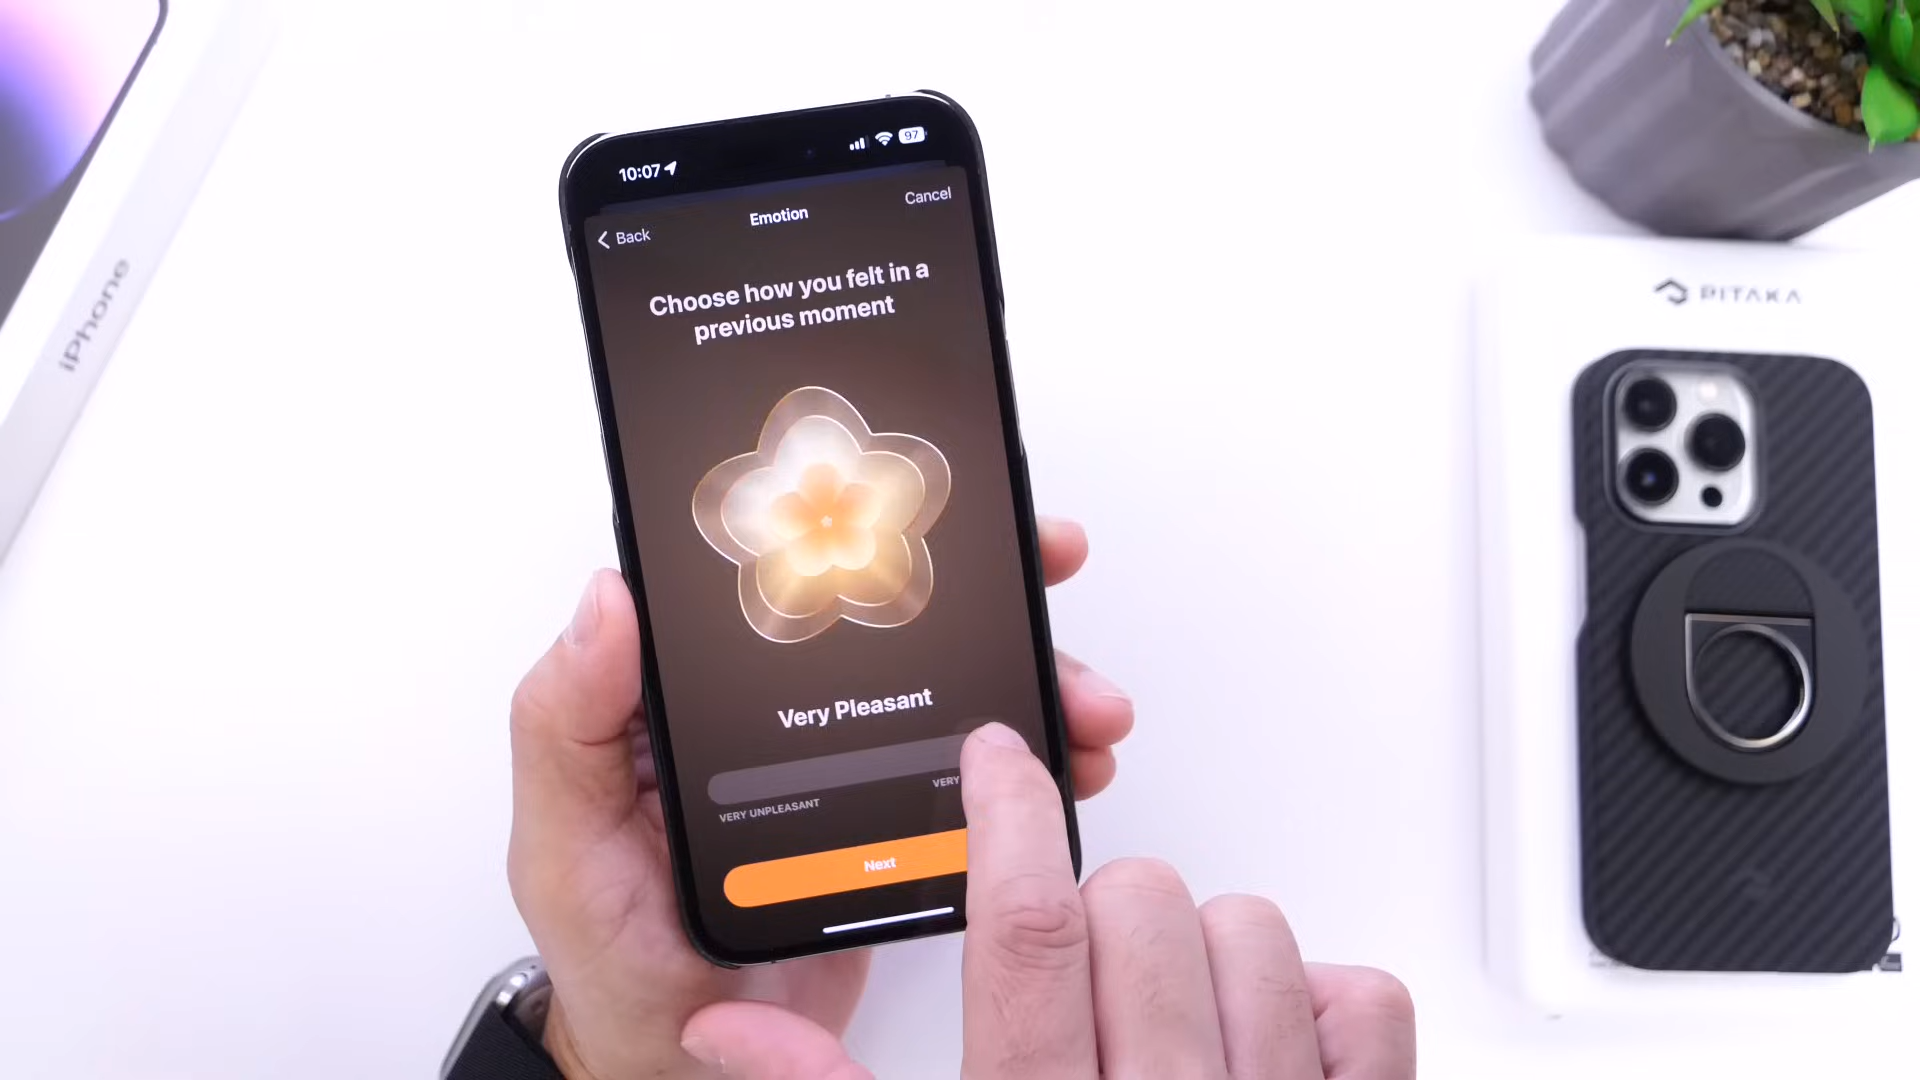 iPhone
10:07
97
Cancel
Emotion
Back
Choose how you felt in a
previous moment
Very Pleasant
VERY
VERY UNPLEASANT
Next
PITAKA